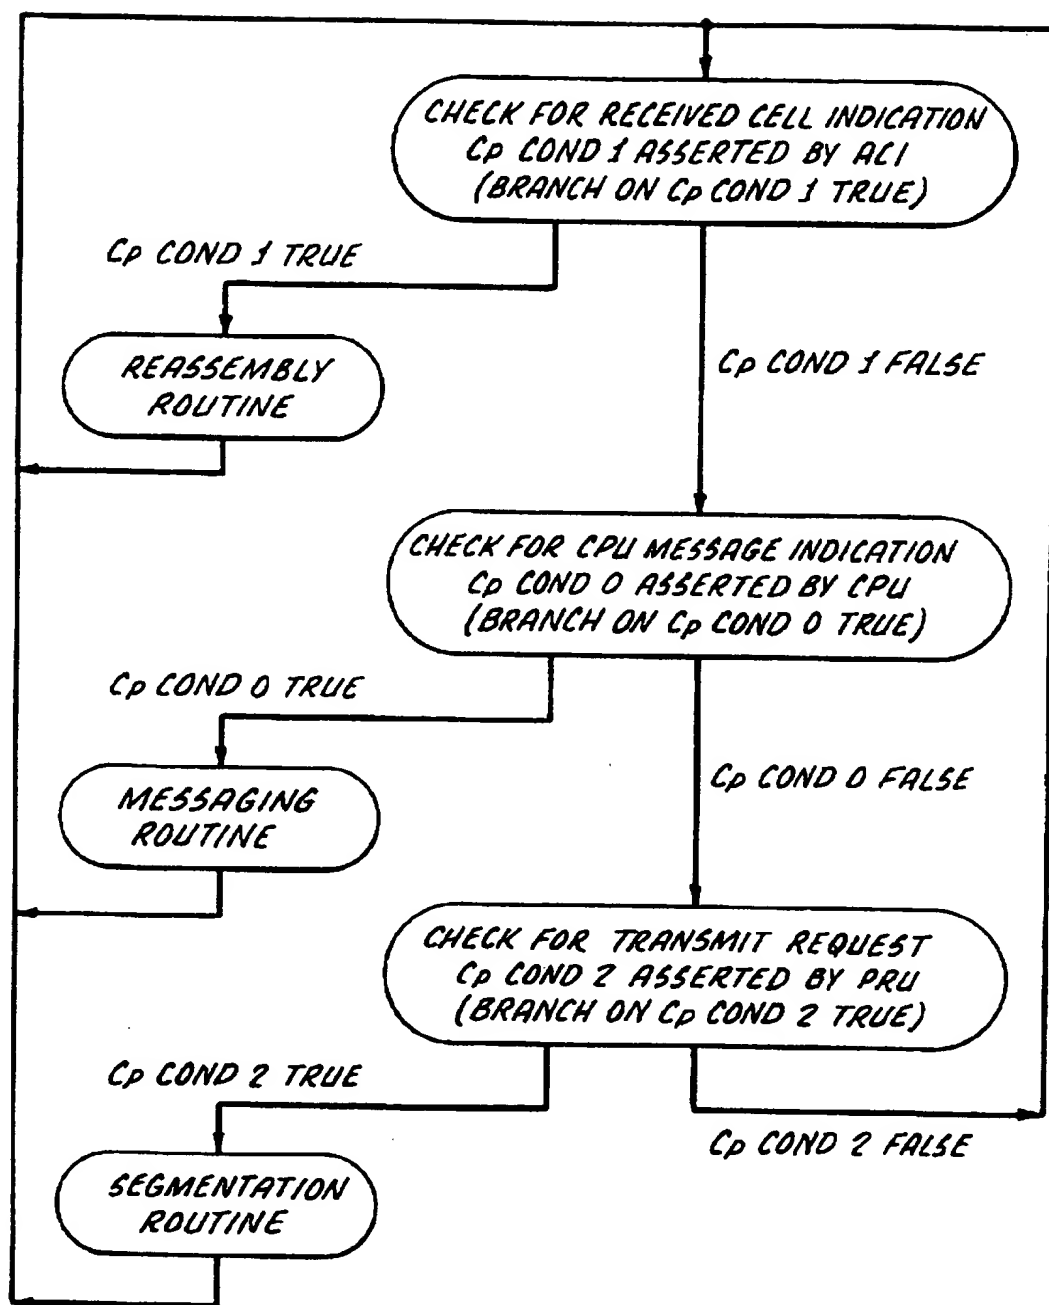 CHECK FOR RECEIVED CELL INDICATION
Cp COND 1 ASSERTED BY ACI
(BRANCH ON Cp COND 1 TRUE)
Cp COND 1 TRUE
REASSEMBLY
ROUTINE
Cp COND 1 FALSE
CHECK FOR CPU MESSAGE INDICATION
Cp COND 0 ASSERTED BY CPU
(BRANCH ON Cp COND 0 TRUE)
Cp COND 0 TRUE
MESSAGING
ROUTINE
Cp COND 0 FALSE
CHECK FOR TRANSMIT REQUEST
Cp COND 2 ASSERTED BY PRU
(BRANCH ON Cp COND 2 TRUE)
Cp COND 2 TRUE
Cp COND 2 FALSE
SEGMENTATION
ROUTINE